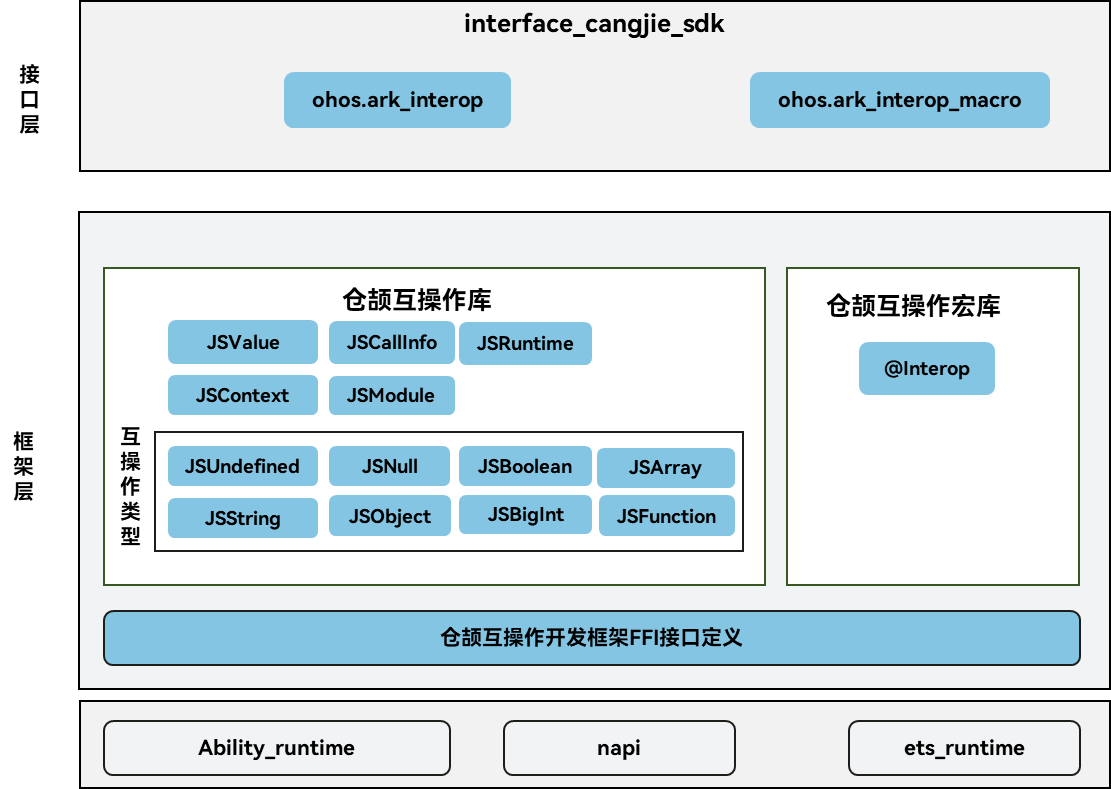 interface_cangjie_sdk
接口层
ohos.ark_interop
ohos.ark_interop_macro
框架层
仓颉互操作库
JSValue
JSCallInfo
JSRuntime
JSContext
JSModule
互操作类型
JSUndefined
JSNull
JSBoolean
JSArray
JSString
JSObject
JSBigInt
JSFunction
仓颉互操作宏库
@Interop
仓颉互操作开发框架FFI接口定义
Ability_runtime
napi
ets_runtime